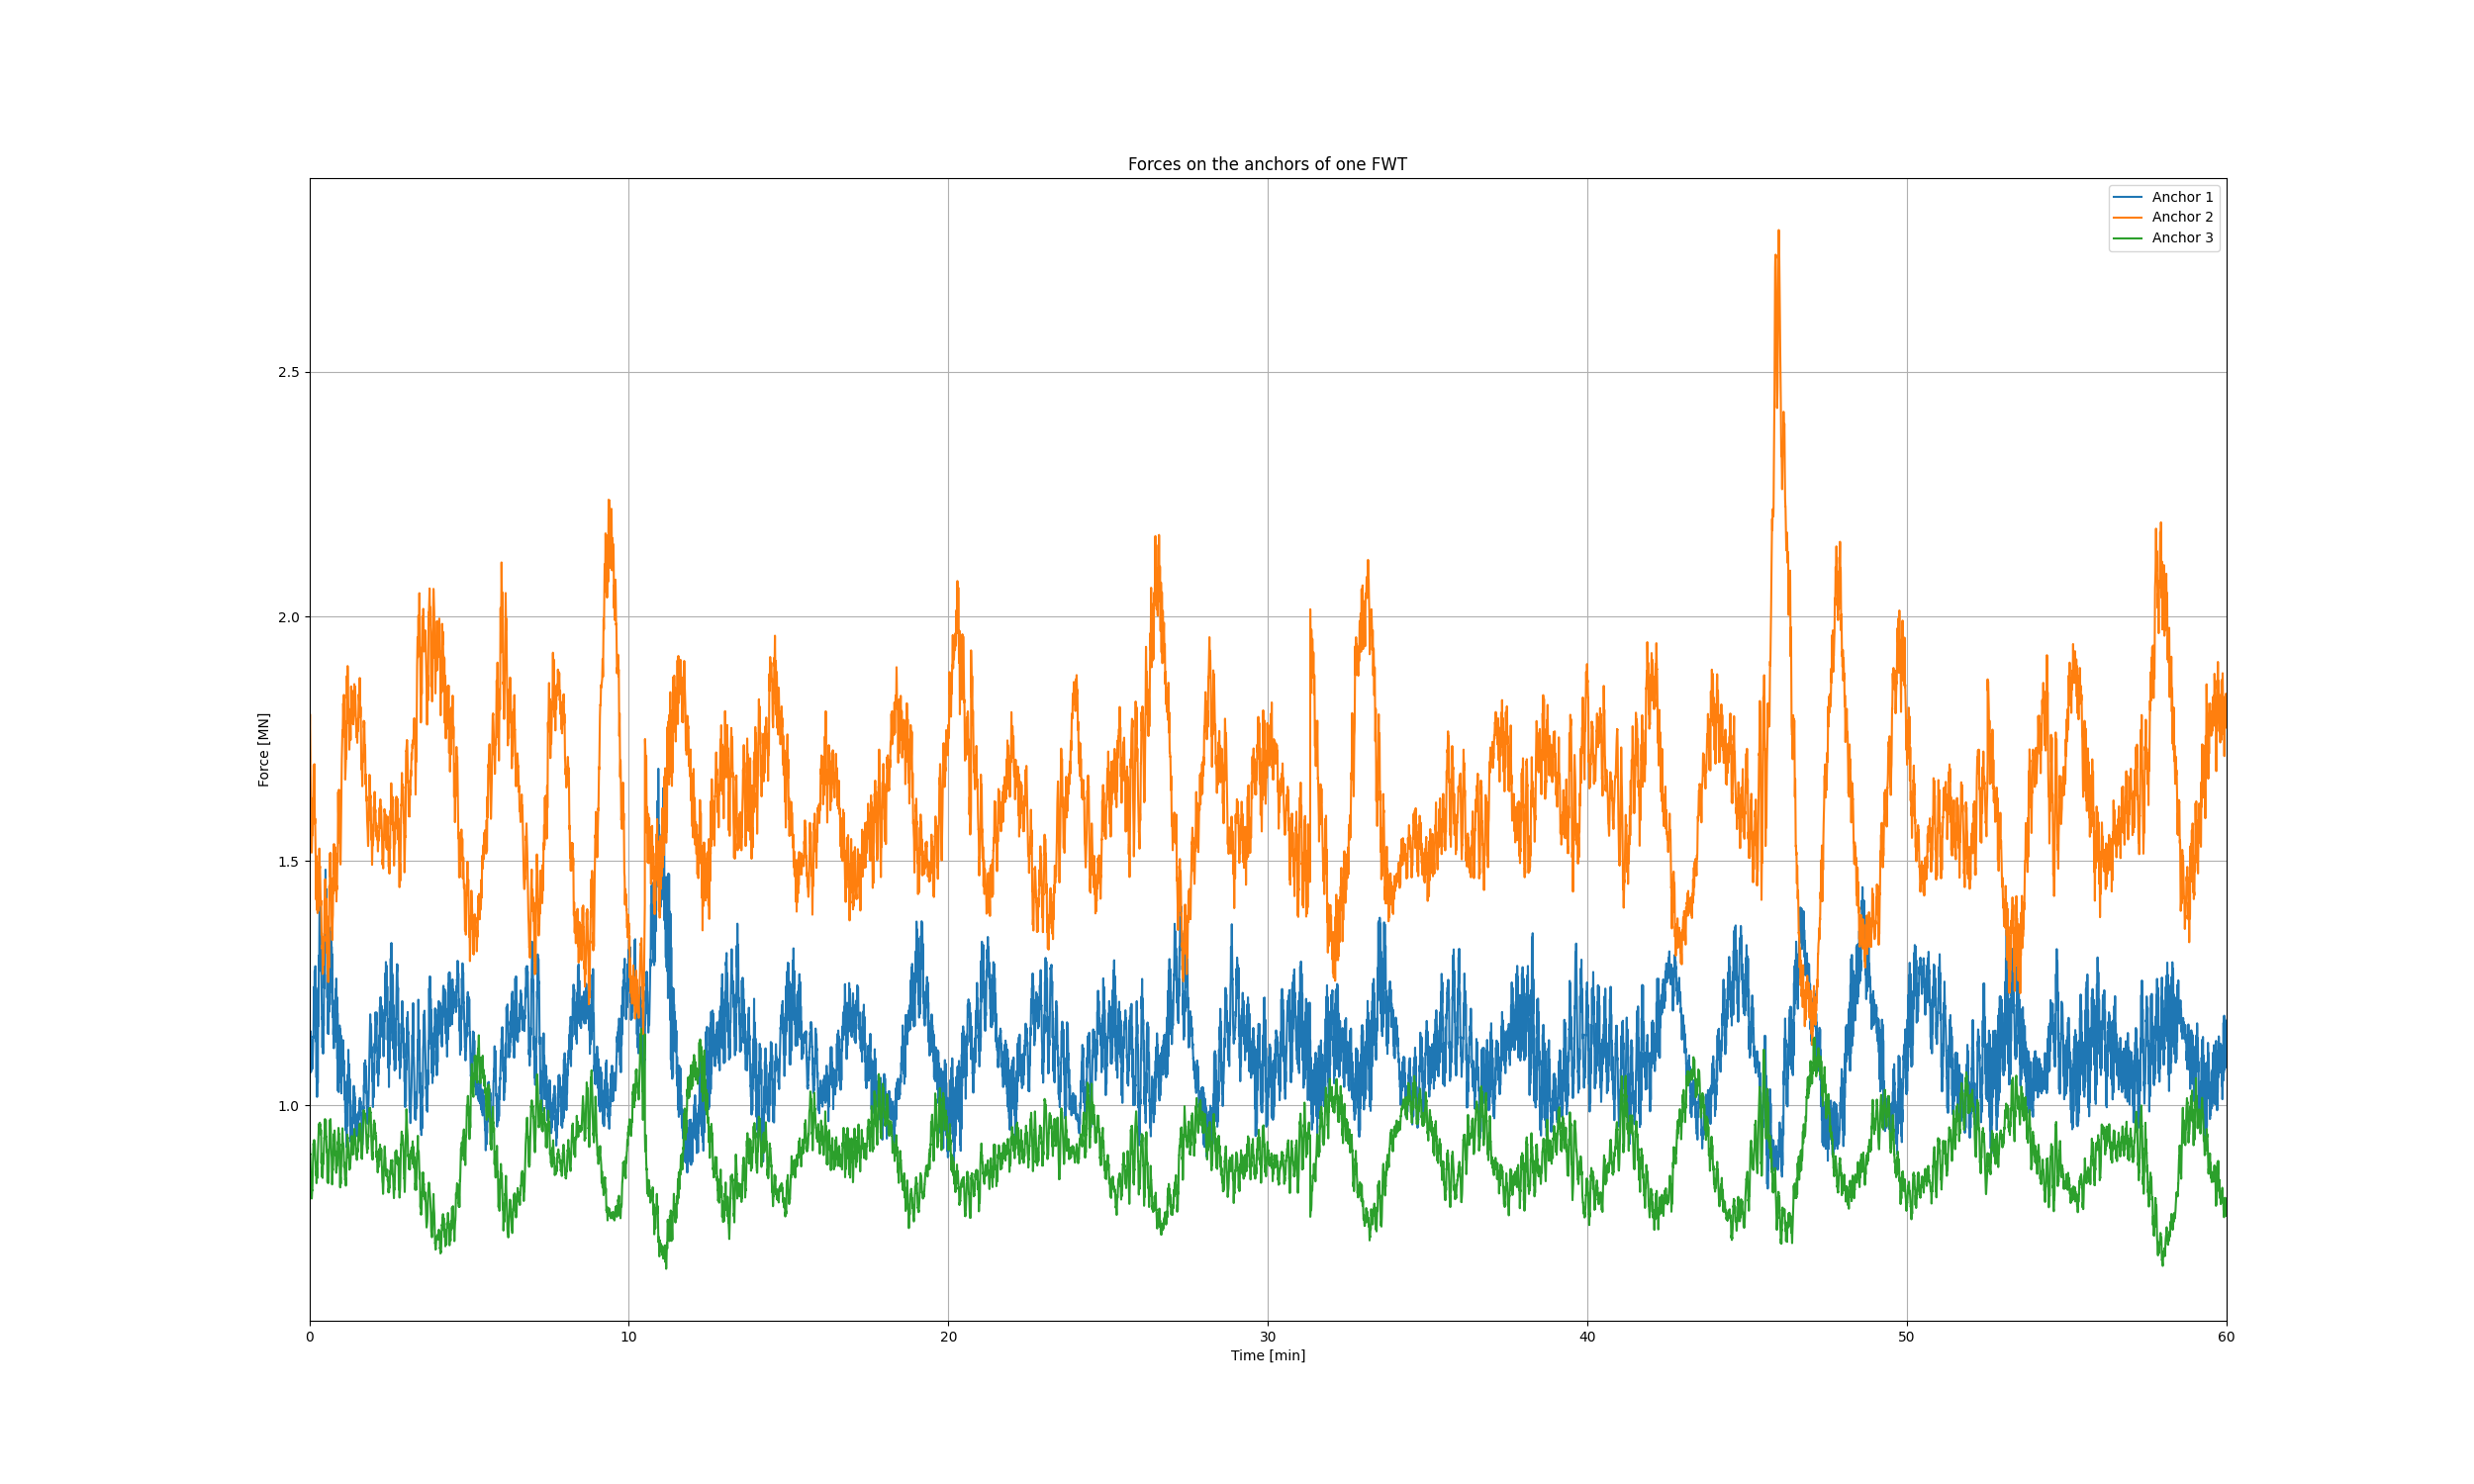 Forces on the anchors of one FWT
Anchor 1
Anchor 2
Anchor 3
Force [MN]
2.5
2.0
1.5
1.0
0
10
20
30
40
50
60
Time [min]